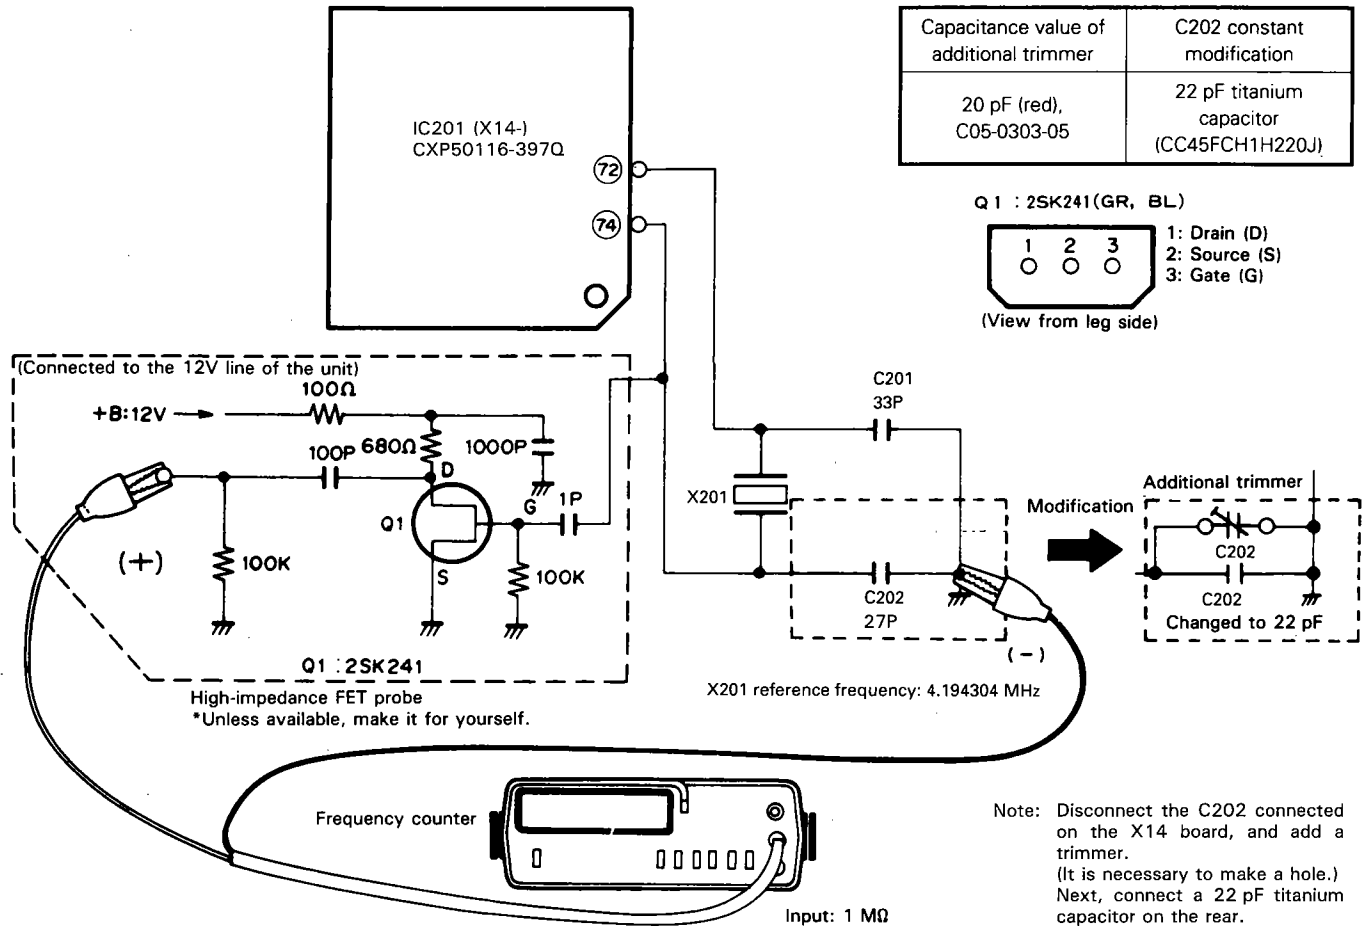 IC201 (X14-)
CXP50116-397Q
72
74
Capacitance value of
additional trimmer
C202 constant
modification
20 pF (red),
C05-0303-05
22 pF titanium
capacitor
(CC45FCH1H220J)
Q1 : 2SK241(GR, BL)
1 2 3
1: Drain (D)
2: Source (S)
3: Gate (G)
(View from leg side)
(Connected to the 12V line of the unit)
100Ω
+B:12V
100P
680Ω
1000P
D
G
1P
Q1
S
(+)
100K
100K
Q1 : 2SK241
High-impedance FET probe
*Unless available, make it for yourself.
C201
33P
X201
C202
27P
(-)
X201 reference frequency: 4.194304 MHz
Modification
Additional trimmer
C202
C202
Changed to 22 pF
Frequency counter
Input: 1 MΩ
Note: Disconnect the C202 connected
on the X14 board, and add a
trimmer.
(It is necessary to make a hole.)
Next, connect a 22 pF titanium
capacitor on the rear.